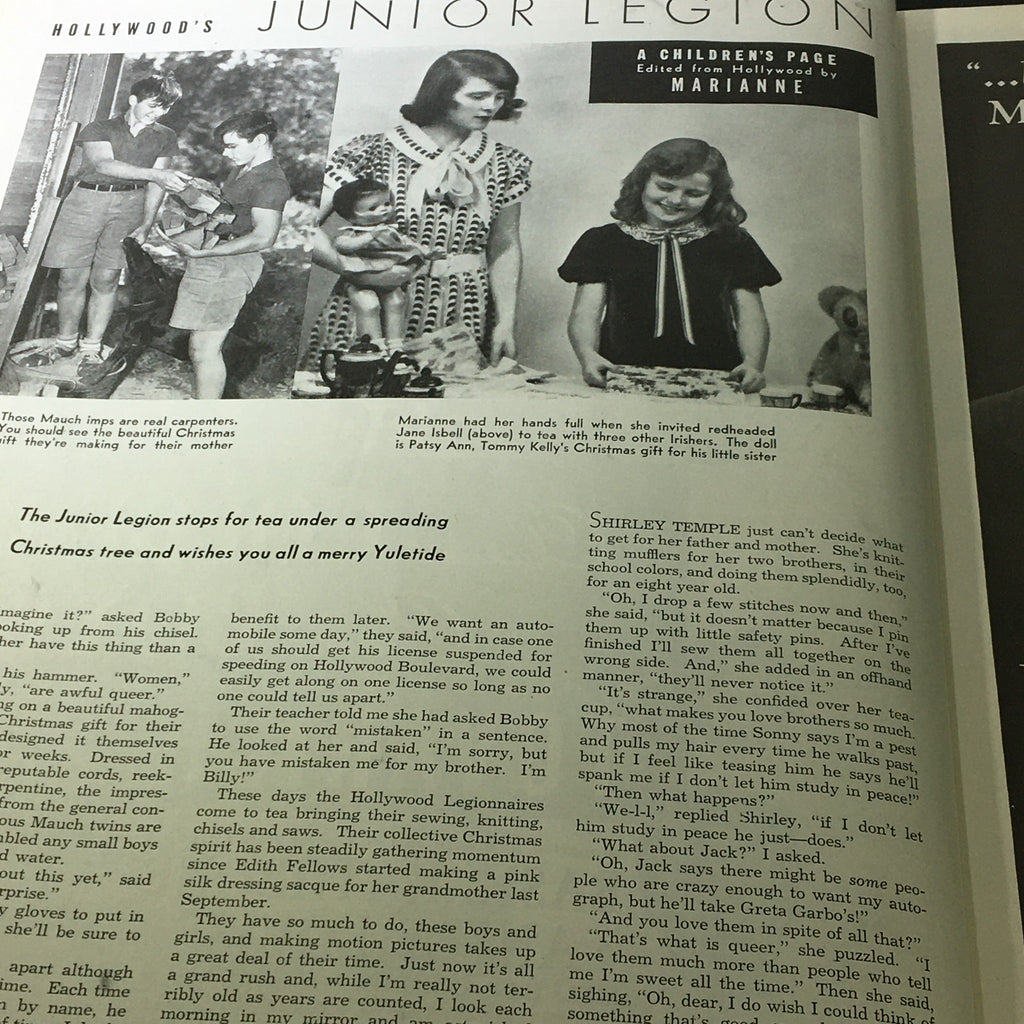 HOLLYWOOD'S JUNIOR LEGION
A CHILDREN'S PAGE
Edited from Hollywood by
MARIANNE
Those Mauch imps are real carpenters.
You should see the beautiful Christmas
gift they're making for their mother
Marianne had her hands full when she invited redheaded
Jane Isbell (above) to tea with three other Irishers. The doll
is Patsy Ann, Tommy Kelly's Christmas gift for his little sister
The Junior Legion stops for tea under a spreading
Christmas tree and wishes you all a merry Yuletide
magine it?" asked Bobby
ooking up from his chisel.
her have this thing than a
his hammer. "Women,"
y, "are awful queer."
ng on a beautiful mahog-
Christmas gift for their
designed it themselves
or weeks. Dressed in
reputable cords, reek-
rpentine, the impres-
from the general con-
ous Mauch twins are
mbled any small boys
d water.
out this yet," said
rprise."
y gloves to put in
she'll be sure to
apart although
ime. Each time
n by name, he
benefit to them later. "We want an auto-
mobile some day," they said, "and in case one
of us should get his license suspended for
speeding on Hollywood Boulevard, we could
easily get along on one license so long as no
one could tell us apart."
Their teacher told me she had asked Bobby
to use the word "mistaken" in a sentence.
He looked at her and said, "I'm sorry, but
you have mistaken me for my brother. I'm
Billy!"
These days the Hollywood Legionnaires
come to tea bringing their sewing, knitting,
chisels and saws. Their collective Christmas
spirit has been steadily gathering momentum
since Edith Fellows started making a pink
silk dressing sacque for her grandmother last
September.
They have so much to do, these boys and
girls, and making motion pictures takes up
a great deal of their time. Just now it's all
a grand rush and, while I'm really not ter-
ribly old as years are counted, I look each
morning in my mirror and am
SHIRLEY TEMPLE just can't decide what
to get for her father and mother. She's knit-
ting mufflers for her two brothers, in their
school colors, and doing them splendidly, too,
for an eight year old.
"Oh, I drop a few stitches now and then,"
she said, "but it doesn't matter because I pin
them up with little safety pins. After I've
finished I'll sew them all together on the
wrong side. And," she added in an offhand
manner, "they'll never notice it."
"It's strange," she confided over her tea-
cup, "what makes you love brothers so much.
Why most of the time Sonny says I'm a pest
and pulls my hair every time he walks past,
but if I feel like teasing him he says he'll
spank me if I don't let him study in peace!"
"Then what happens?"
"We-l-l," replied Shirley, "if I don't let
him study in peace he just—does."
"What about Jack?" I asked.
"Oh, Jack says there might be some peo-
ple who are crazy enough to want my auto-
graph, but he'll take Greta Garbo's!"
"And you love them in spite of all that?"
"That's what is queer," she puzzled. "I
love them much more than people who tell
me I'm sweet all the time." Then she said,
sighing, "Oh, dear, I do wish I could think of
something that's good
"...
M